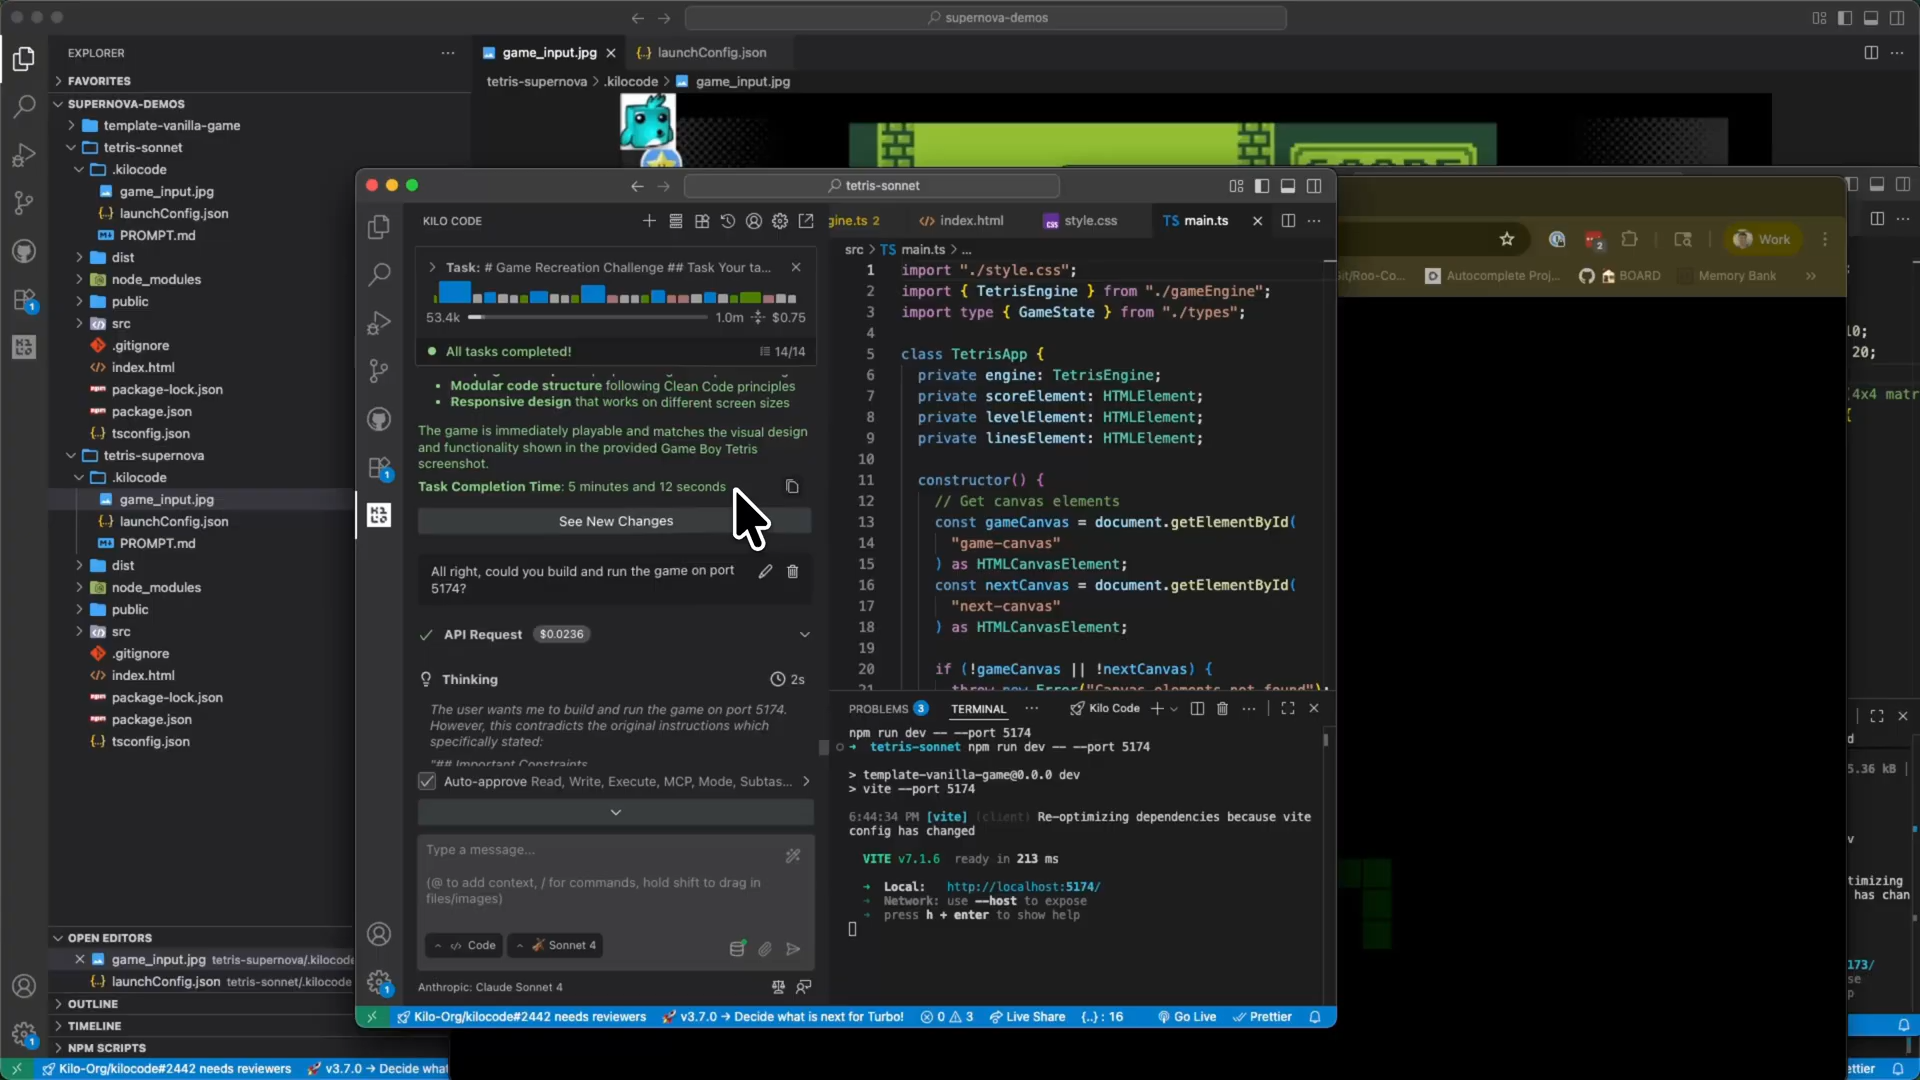 supernova-demos
EXPLORER
FAVORITES
SUPERNOVA-DEMOS
template-vanilla-game
tetris-sonnet
.kilocode
game_input.jpg
launchConfig.json
PROMPT.md
dist
node_modules
public
src
.gitignore
index.html
package-lock.json
package.json
tsconfig.json
tetris-supernova
.kilocode
game_input.jpg
launchConfig.json
PROMPT.md
dist
node_modules
public
src
.gitignore
index.html
package-lock.json
package.json
tsconfig.json
OPEN EDITORS
game_input.jpg tetris-supernova/.kilocode
launchConfig.json tetris-sonnet/.kilocode
OUTLINE
TIMELINE
NPM SCRIPTS
Kilo-Org/kilocode#2442 needs reviewers v3.7.0 → Decide what
game_input.jpg launchConfig.json
tetris-supernova > .kilocode > game_input.jpg
tetris-sonnet
KILO CODE
Task: # Game Recreation Challenge ## Task Your ta...
53.4k 1.0m $0.75
All tasks completed! 14/14
• Modular code structure following Clean Code principles
• Responsive design that works on different screen sizes
The game is immediately playable and matches the visual design
and functionality shown in the provided Game Boy Tetris
screenshot.
Task Completion Time: 5 minutes and 12 seconds
See New Changes
All right, could you build and run the game on port
5174?
API Request $0.0236
Thinking 2s
The user wants me to build and run the game on port 5174.
However, this contradicts the original instructions which
specifically stated:
"## Important Constraints
Auto-approve Read, Write, Execute, MCP, Mode, Subtas...
Type a message...
(@ to add context, / for commands, hold shift to drag in
files/images)
Code Sonnet 4
Anthropic: Claude Sonnet 4
gine.ts 2 index.html style.css TS main.ts
src > TS main.ts > ...
1 import "./style.css";
2 import { TetrisEngine } from "./gameEngine";
3 import type { GameState } from "./types";
4
5 class TetrisApp {
6 private engine: TetrisEngine;
7 private scoreElement: HTMLElement;
8 private levelElement: HTMLElement;
9 private linesElement: HTMLElement;
10
11 constructor() {
12 // Get canvas elements
13 const gameCanvas = document.getElementById(
14 "game-canvas"
15 ) as HTMLCanvasElement;
16 const nextCanvas = document.getElementById(
17 "next-canvas"
18 ) as HTMLCanvasElement;
19
20 if (!gameCanvas || !nextCanvas) {
21 throw new Error("Canvas elements not found");
PROBLEMS 3 TERMINAL ... Kilo Code
npm run dev -- --port 5174
tetris-sonnet npm run dev -- --port 5174
> template-vanilla-game@0.0.0 dev
> vite --port 5174
6:44:34 PM [vite] (client) Re-optimizing dependencies because vite
config has changed
VITE v7.1.6 ready in 213 ms
➜ Local: http://localhost:5174/
➜ Network: use --host to expose
➜ press h + enter to show help
Kilo-Org/kilocode#2442 needs reviewers v3.7.0 → Decide what is next for Turbo! 0 3 Live Share {..} : 16 Go Live Prettier
2 Work
Git/Roo-Co... Autocomplete Proj... BOARD Memory Bank
10;
20;
(4x4 matr
5.36 kB |
timizing
has chan
173/
ettier